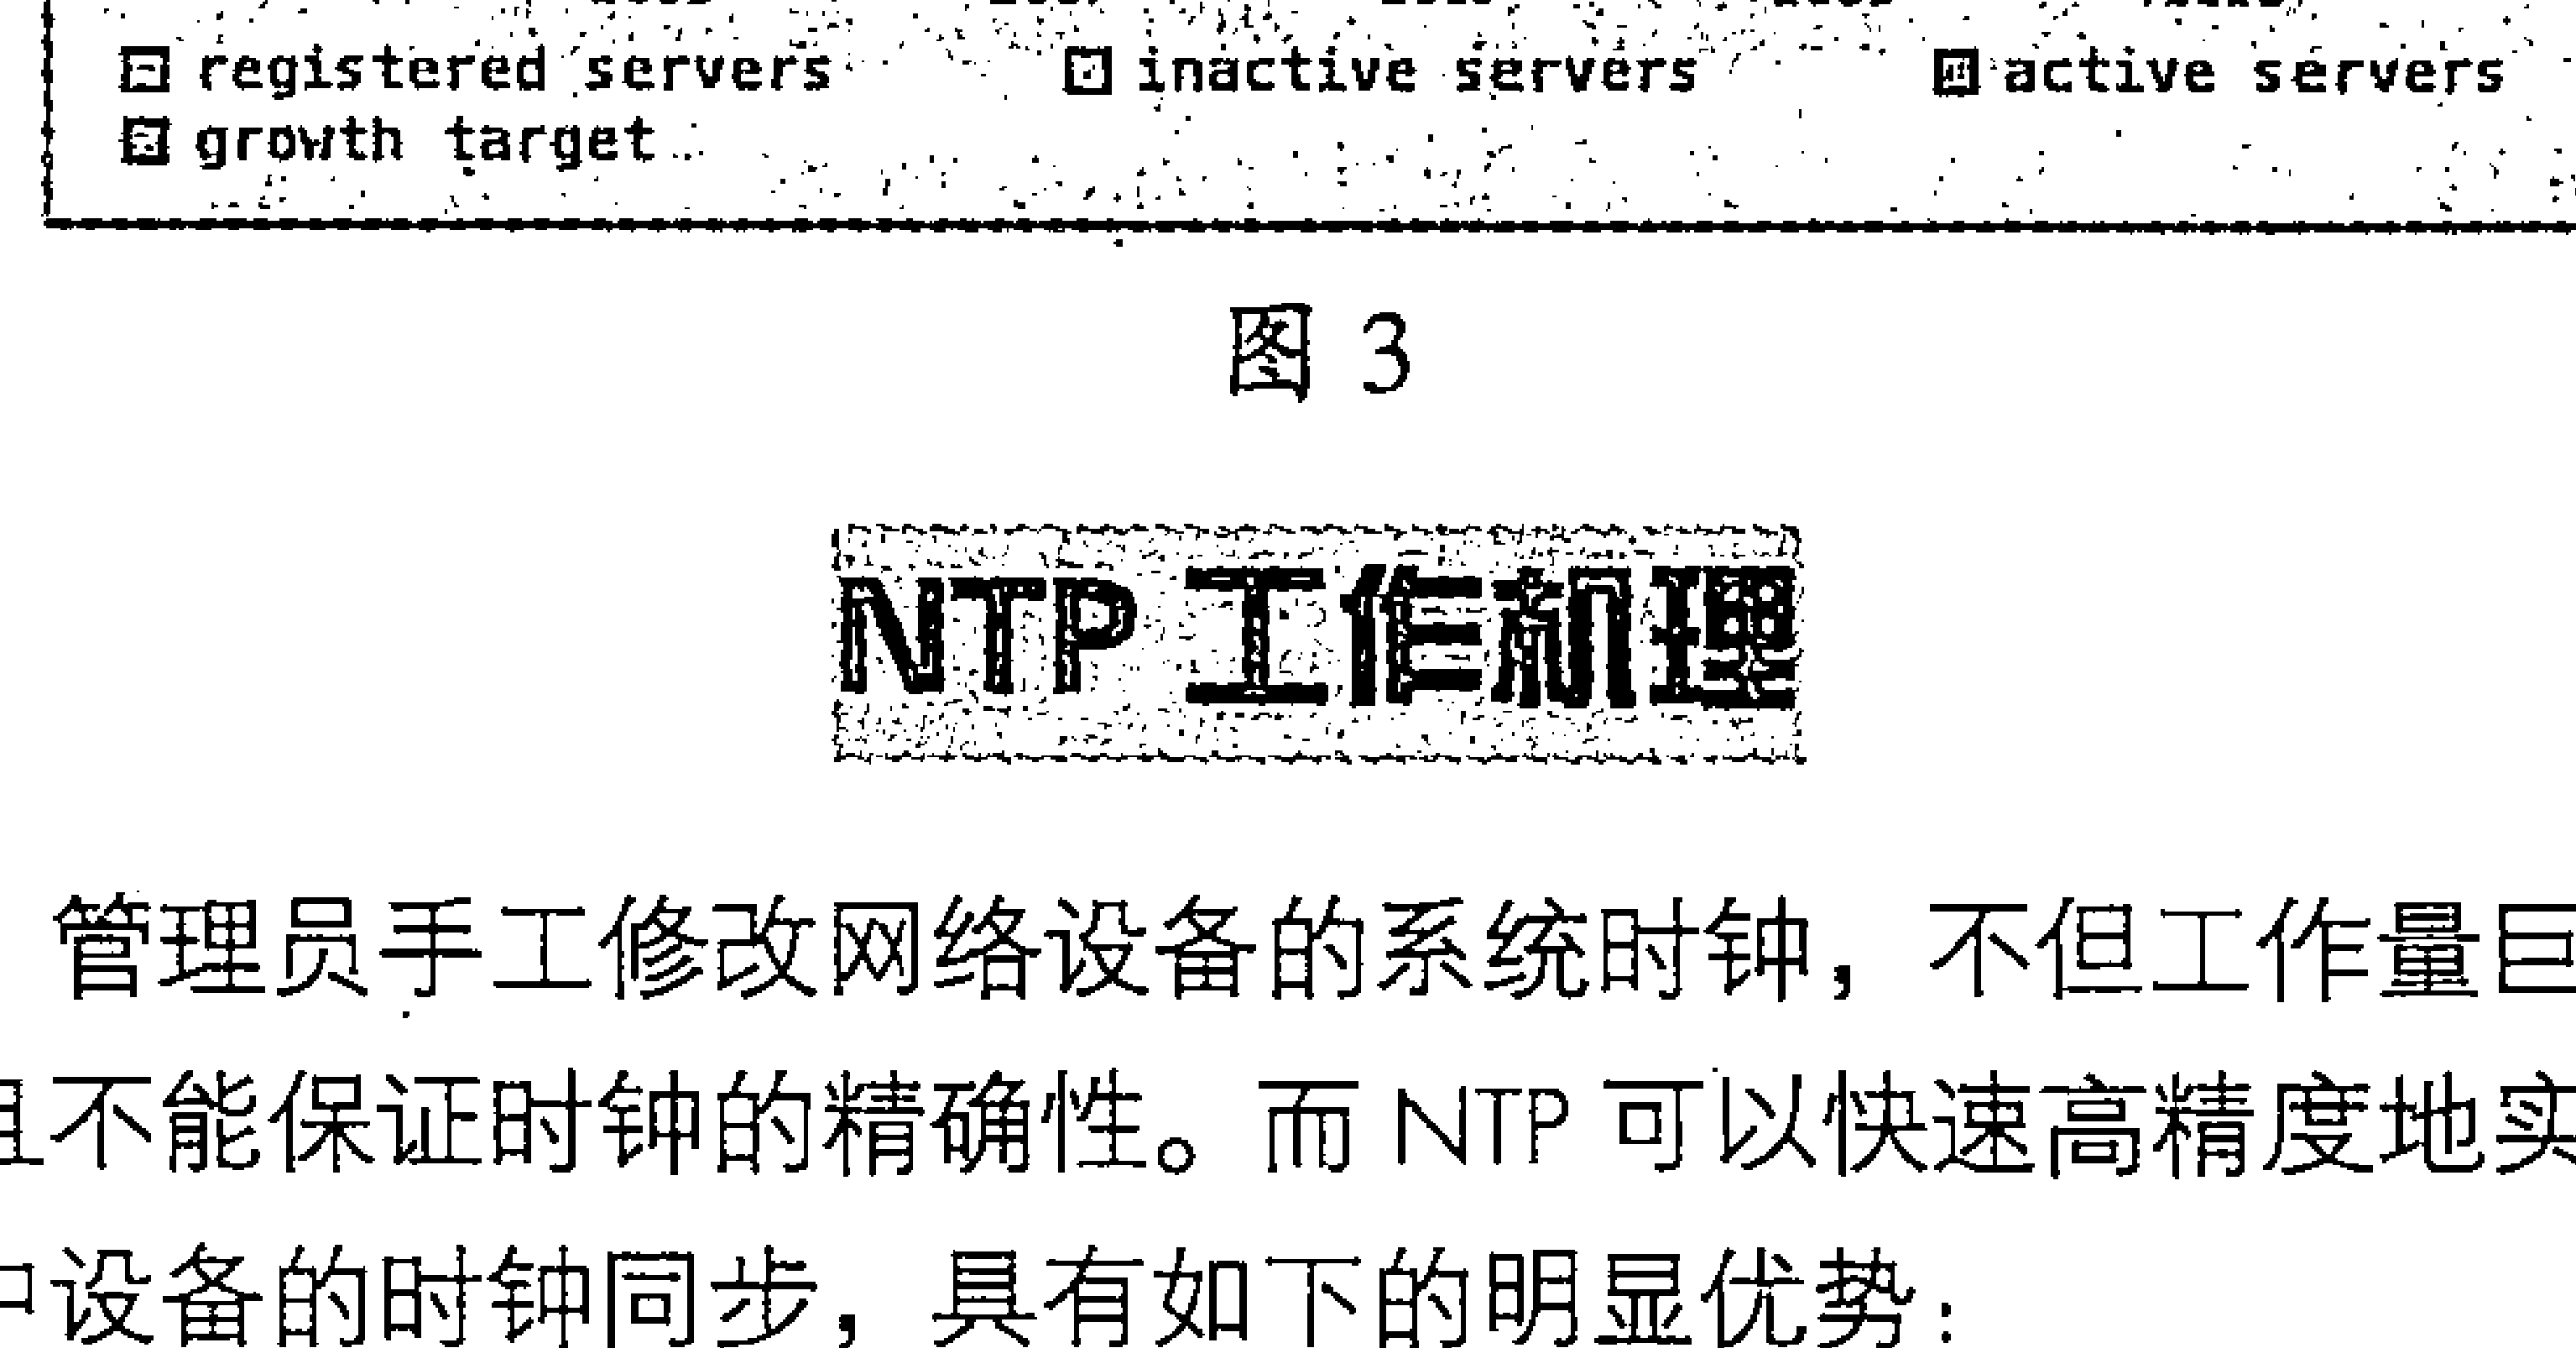 registered servers inactive servers active servers
growth target
图 3
NTP 工作机理
管理员手工修改网络设备的系统时钟，不但工作量巨
且不能保证时钟的精确性。而 NTP 可以快速高精度地实
中设备的时钟同步，具有如下的明显优势：